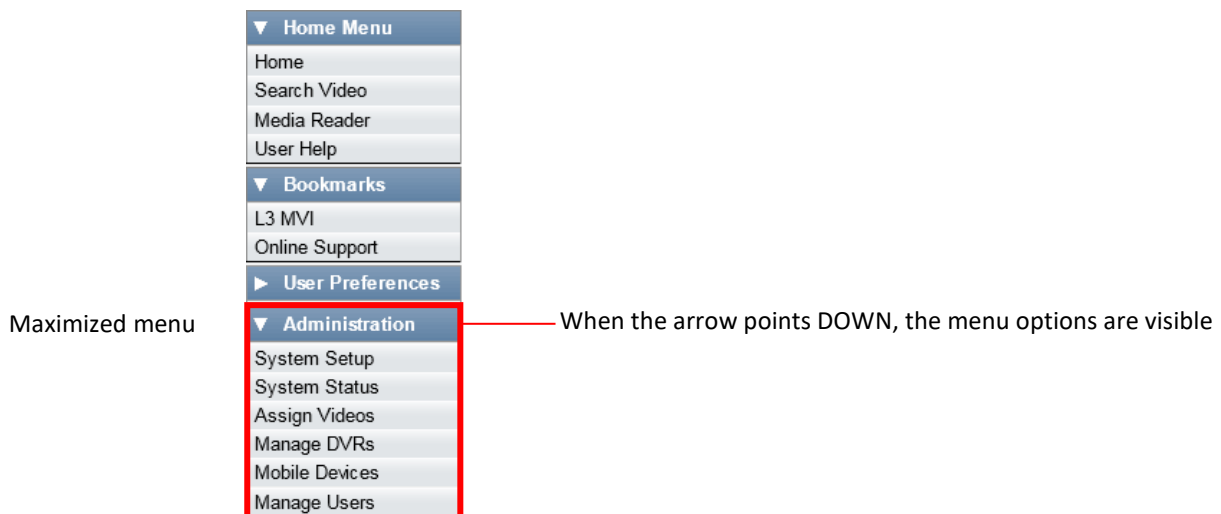 ▼ Home Menu
Home
Search Video
Media Reader
User Help
▼ Bookmarks
L3 MVI
Online Support
► User Preferences
Maximized menu
▼ Administration
When the arrow points DOWN, the menu options are visible
System Setup
System Status
Assign Videos
Manage DVRs
Mobile Devices
Manage Users